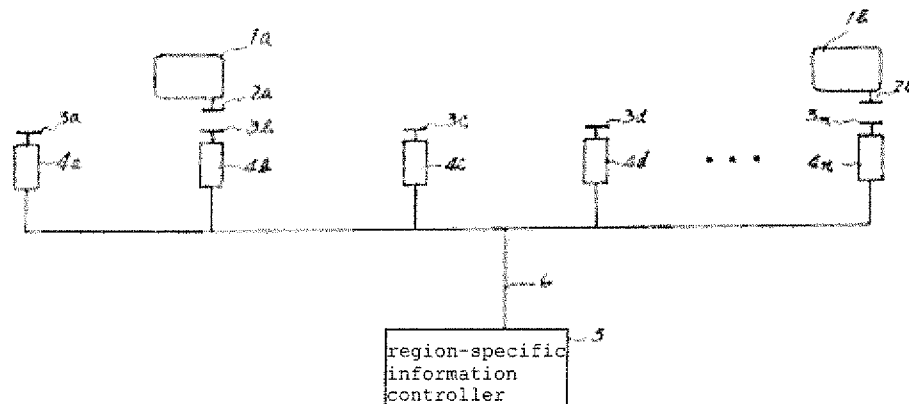 1a
1b
2a
2b
3a
3b
3c
3d
3n
4a
4b
4c
4d
4n
6
5
region-specific
information
controller